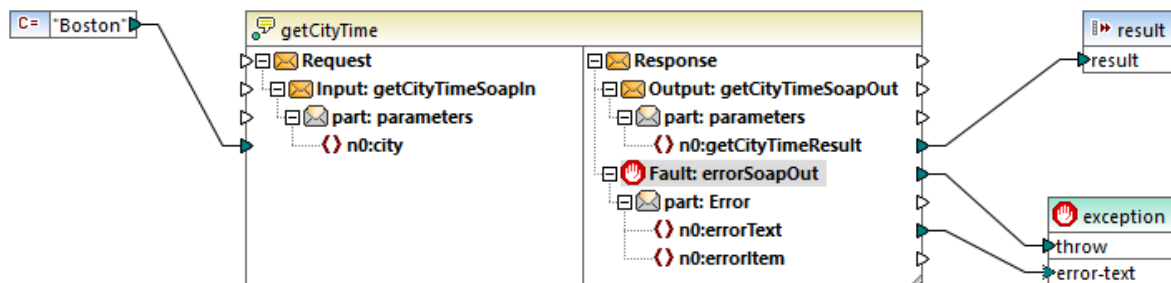 C= "Boston"
getCityTime
Request
Input: getCityTimeSoapIn
part: parameters
n0:city
Response
Output: getCityTimeSoapOut
part: parameters
n0:getCityTimeResult
Fault: errorSoapOut
part: Error
n0:errorText
n0:errorItem
result
result
exception
throw
error-text